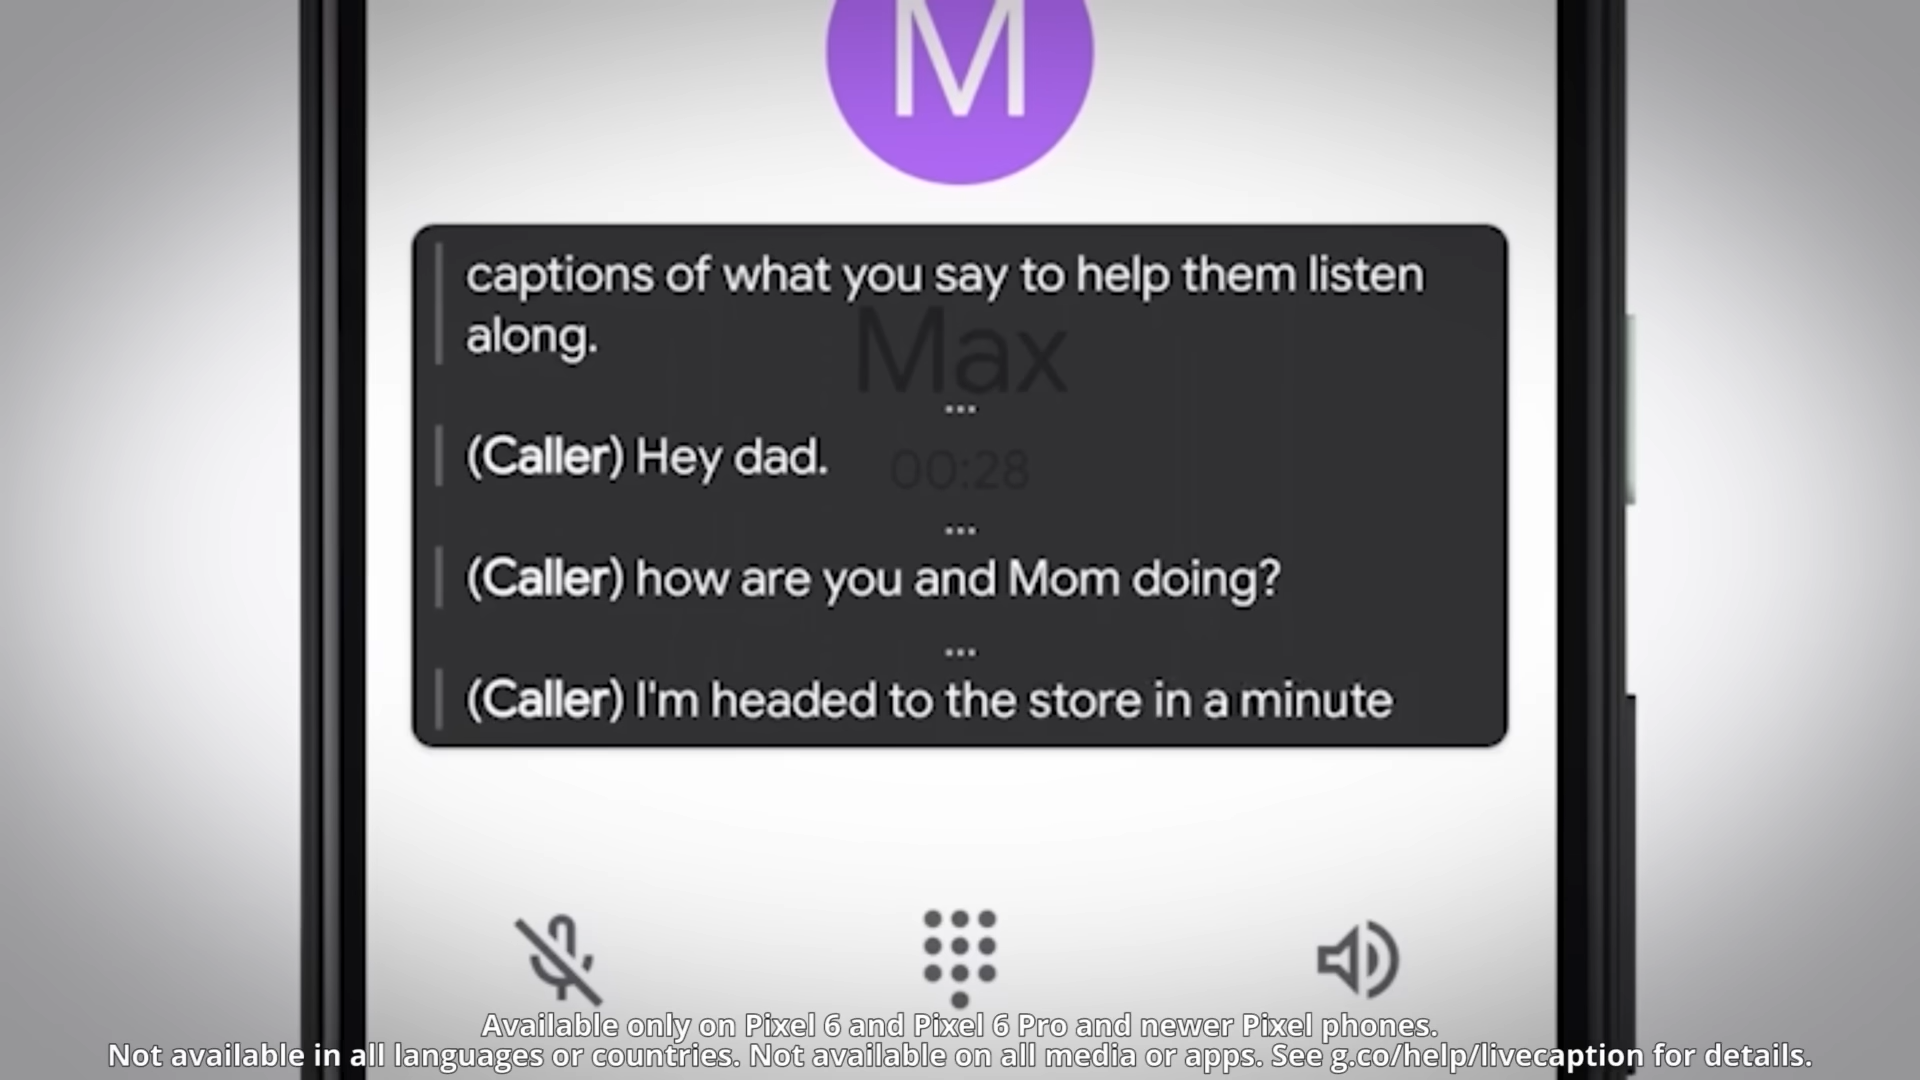 M
captions of what you say to help them listen
along.
Max
...
(Caller) Hey dad.
00:28
...
(Caller) how are you and Mom doing?
...
(Caller) I'm headed to the store in a minute
Available only on Pixel 6 and Pixel 6 Pro and newer Pixel phones.
Not available in all languages or countries. Not available on all media or apps. See g.co/help/livecaption for details.